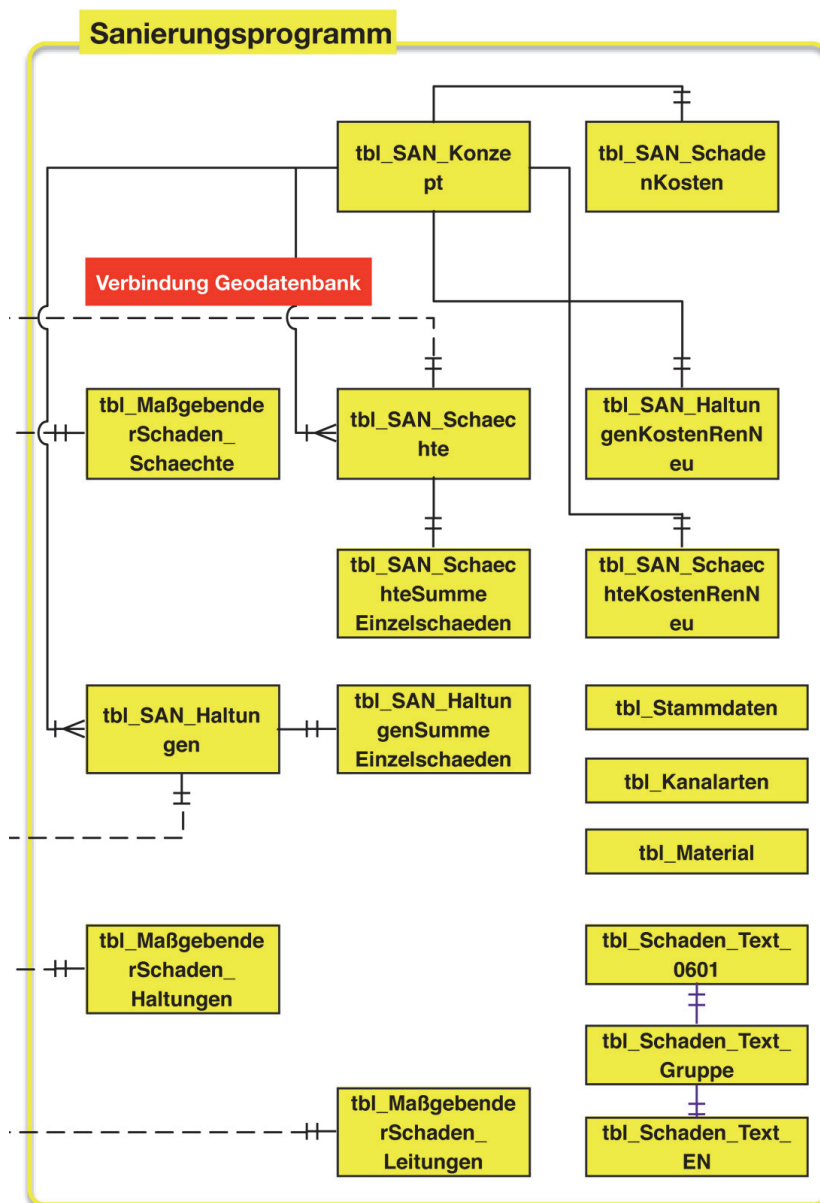 Sanierungsprogramm
tbl_SAN_Konze
pt
tbl_SAN_Schade
nKosten
Verbindung Geodatenbank
tbl_Maßgebende
rSchaden_
Schaechte
tbl_SAN_Schaec
hte
tbl_SAN_Haltun
genKostenRenN
eu
tbl_SAN_Schaec
hteSumme
Einzelschaeden
tbl_SAN_Schaec
hteKostenRenN
eu
tbl_SAN_Haltun
gen
tbl_SAN_Haltun
genSumme
Einzelschaeden
tbl_Stammdaten
tbl_Kanalarten
tbl_Material
tbl_Maßgebende
rSchaden_
Haltungen
tbl_Schaden_Text_
0601
tbl_Schaden_Text_
Gruppe
tbl_Maßgebende
rSchaden_
Leitungen
tbl_Schaden_Text_
EN